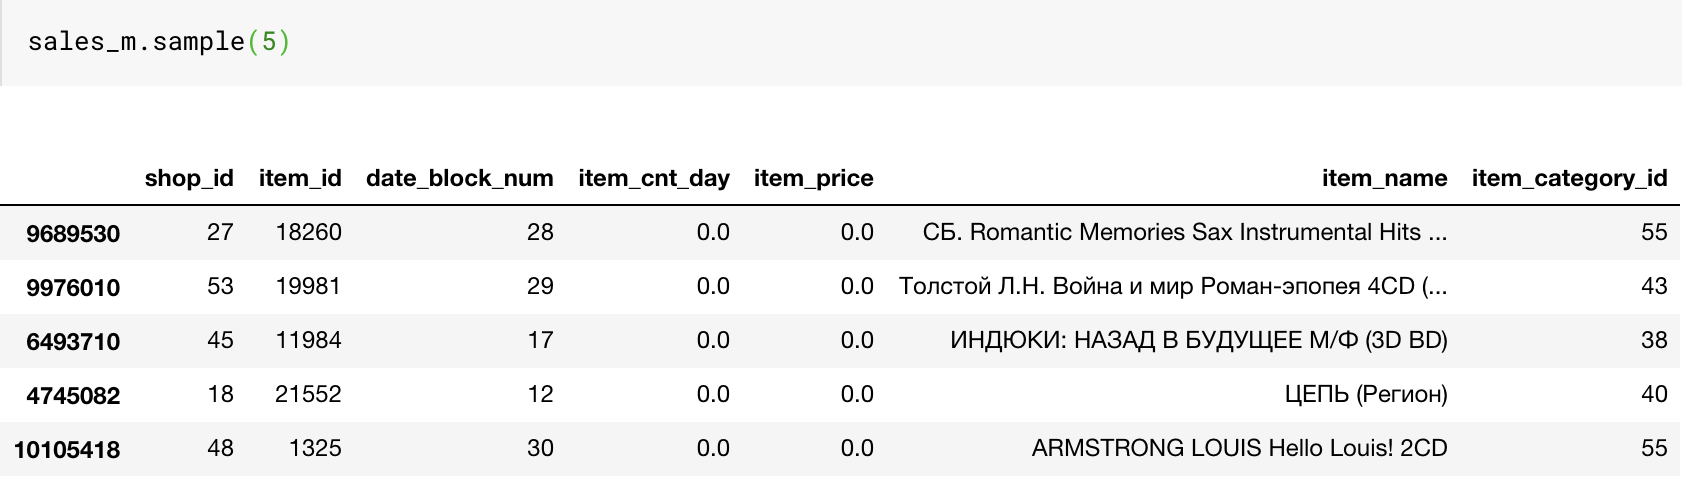 sales_m.sample(5)
shop_id item_id date_block_num item_cnt_day item_price item_name item_category_id
9689530 27 18260 28 0.0 0.0 СБ. Romantic Memories Sax Instrumental Hits ... 55
9976010 53 19981 29 0.0 0.0 Толстой Л.Н. Война и мир Роман-эпопея 4CD (... 43
6493710 45 11984 17 0.0 0.0 ИНДЮКИ: НАЗАД В БУДУЩЕЕ М/Ф (3D BD) 38
4745082 18 21552 12 0.0 0.0 ЦЕПЬ (Регион) 40
10105418 48 1325 30 0.0 0.0 ARMSTRONG LOUIS Hello Louis! 2CD 55